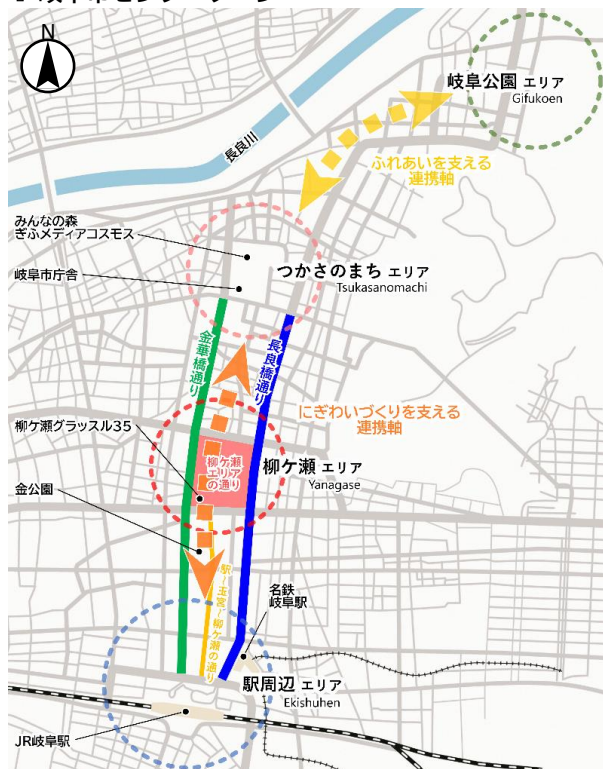 N
岐阜公園 エリア
Gifukoen
長良川
ふれあいを支える
連携軸
みんなの森
ぎふメディアコスモス
岐阜市庁舎
つかさのまち エリア
Tsukasanomachi
金華橋通り
長良橋通り
にぎわいづくりを支える
連携軸
柳ケ瀬グラッスル35
柳ケ瀬
エリア
の通り
柳ケ瀬 エリア
Yanagase
金公園
駅ー玉宮ー柳ケ瀬の通り
名鉄
岐阜駅
駅周辺 エリア
Ekishuhen
JR岐阜駅